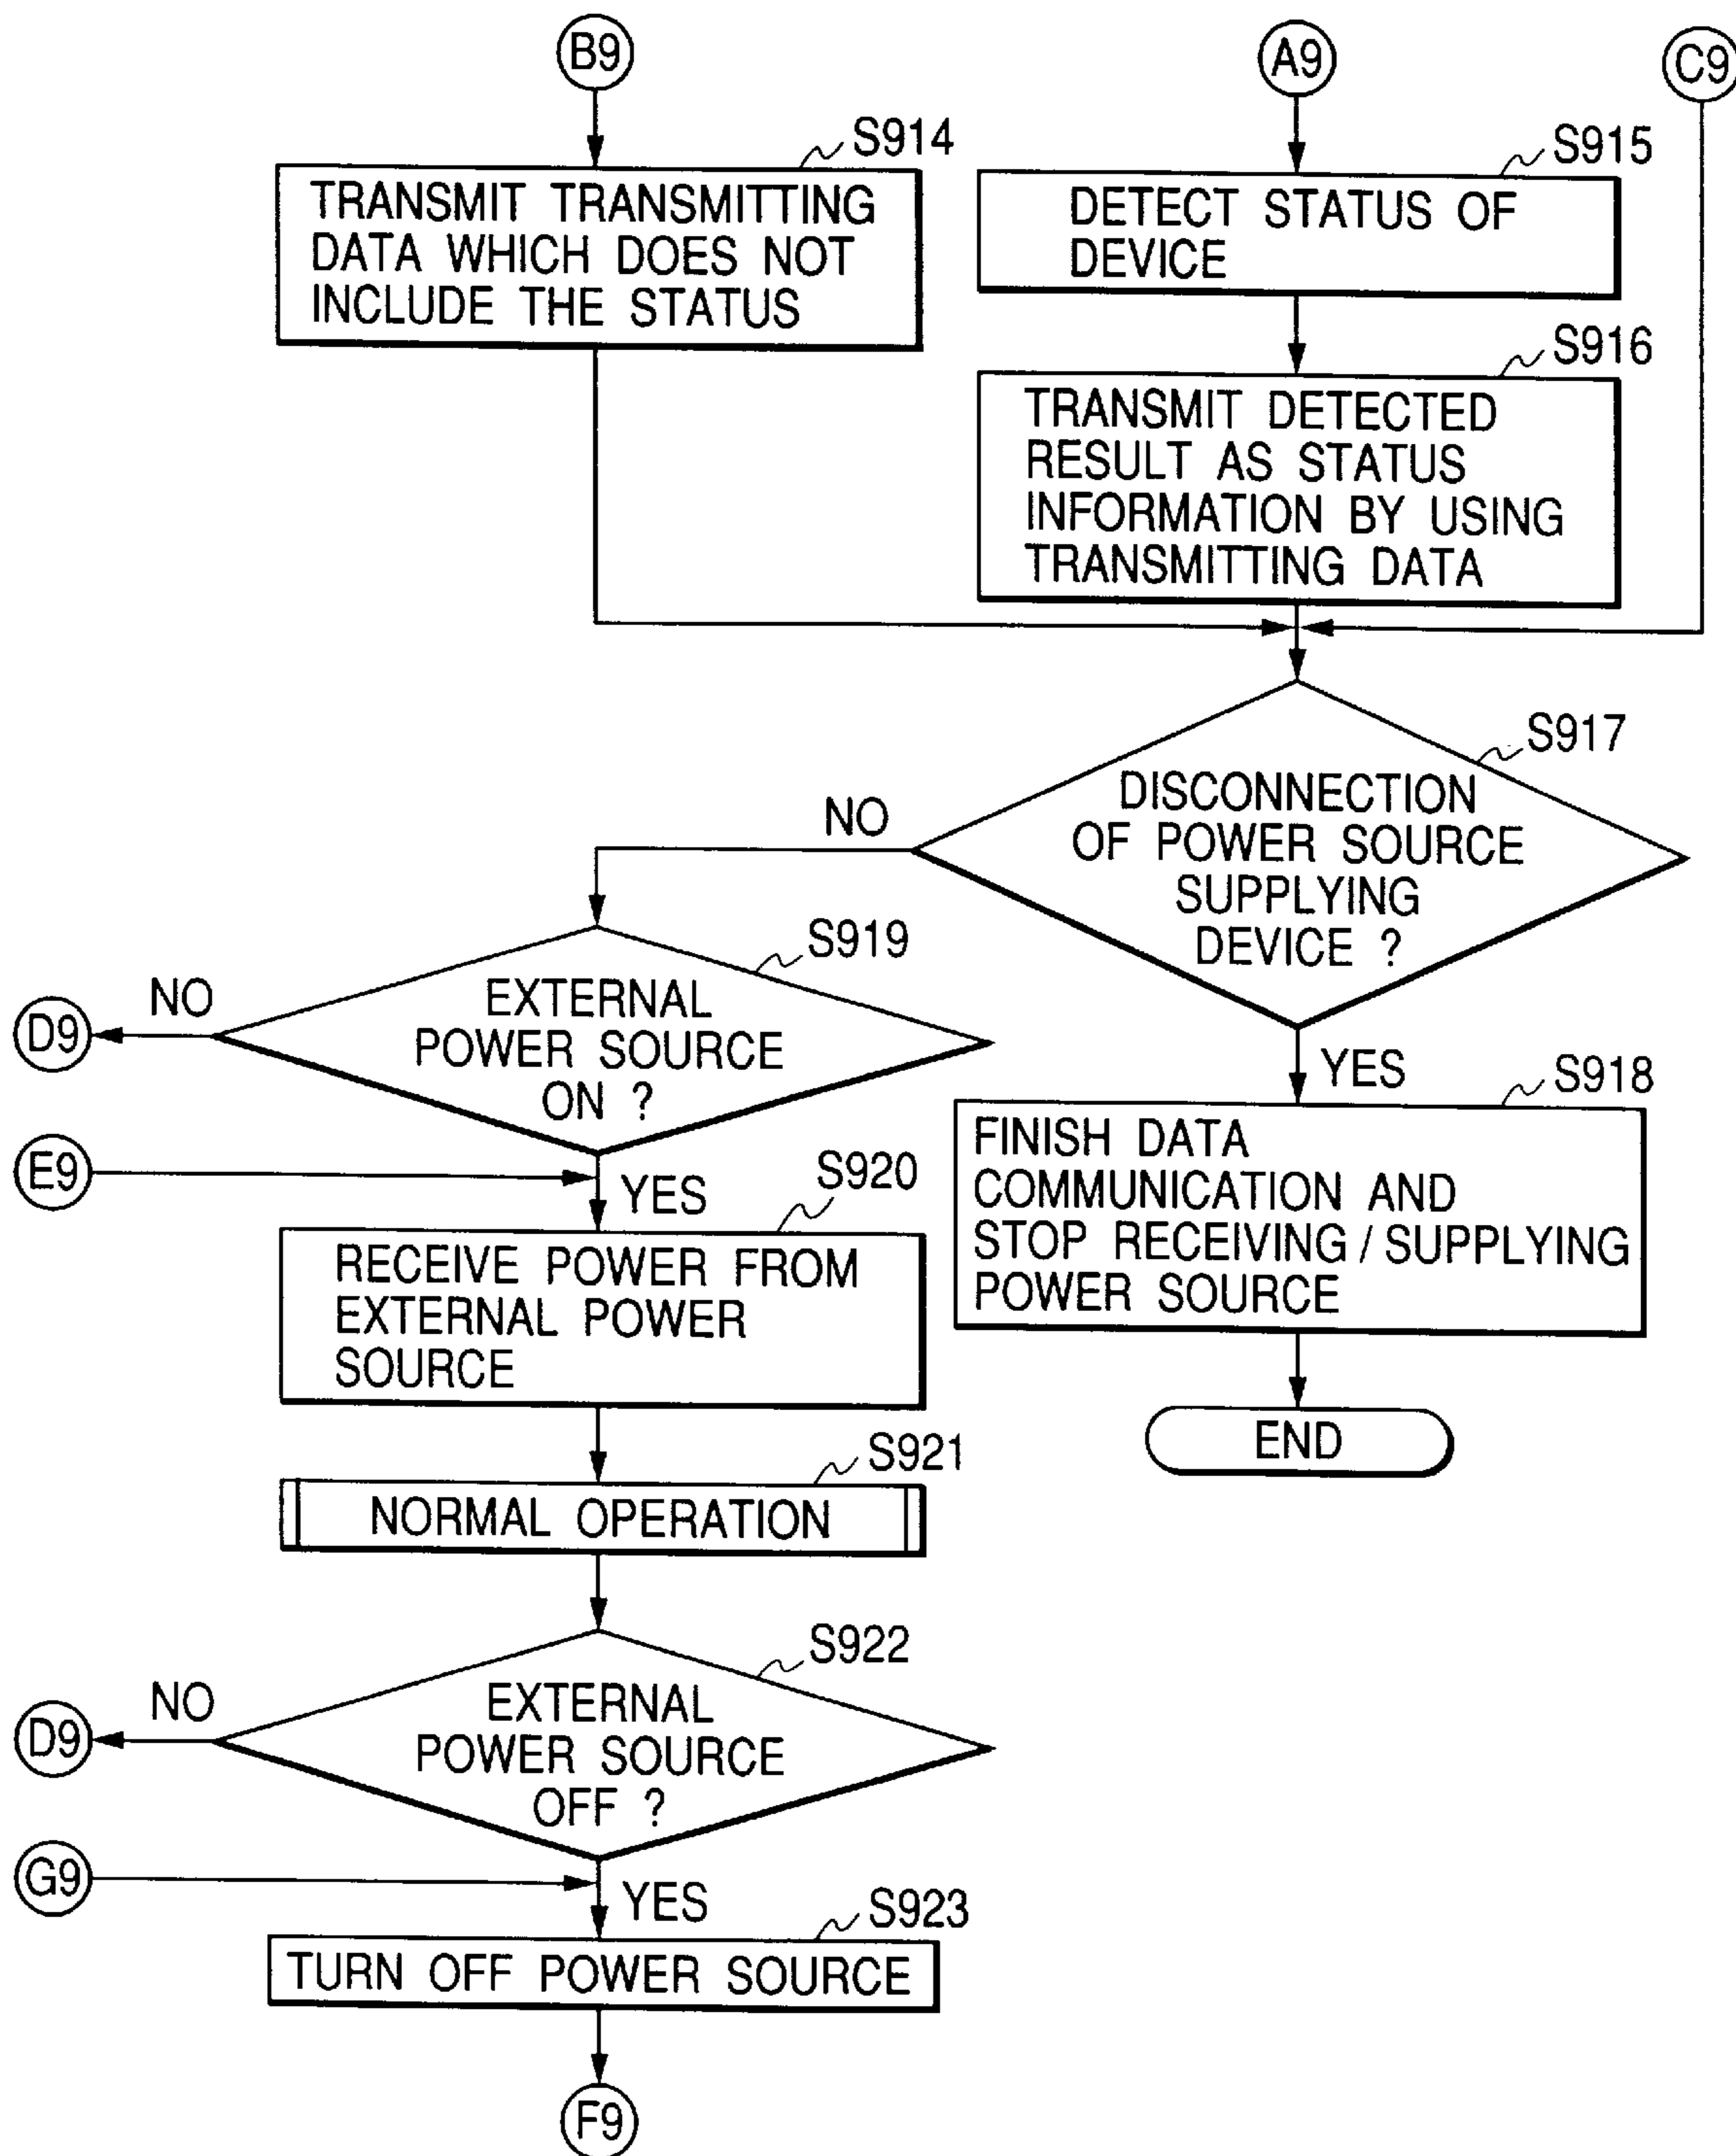 B9
A9
C9
S914
TRANSMIT TRANSMITTING
DATA WHICH DOES NOT
INCLUDE THE STATUS
S915
DETECT STATUS OF
DEVICE
S916
TRANSMIT DETECTED
RESULT AS STATUS
INFORMATION BY USING
TRANSMITTING DATA
S917
DISCONNECTION
OF POWER SOURCE
SUPPLYING
DEVICE ?
NO
YES
S918
FINISH DATA
COMMUNICATION AND
STOP RECEIVING / SUPPLYING
POWER SOURCE
END
S919
EXTERNAL
POWER SOURCE
ON ?
NO
D9
E9
YES
S920
RECEIVE POWER FROM
EXTERNAL POWER
SOURCE
S921
NORMAL OPERATION
S922
EXTERNAL
POWER SOURCE
OFF ?
NO
D9
G9
YES
S923
TURN OFF POWER SOURCE
F9